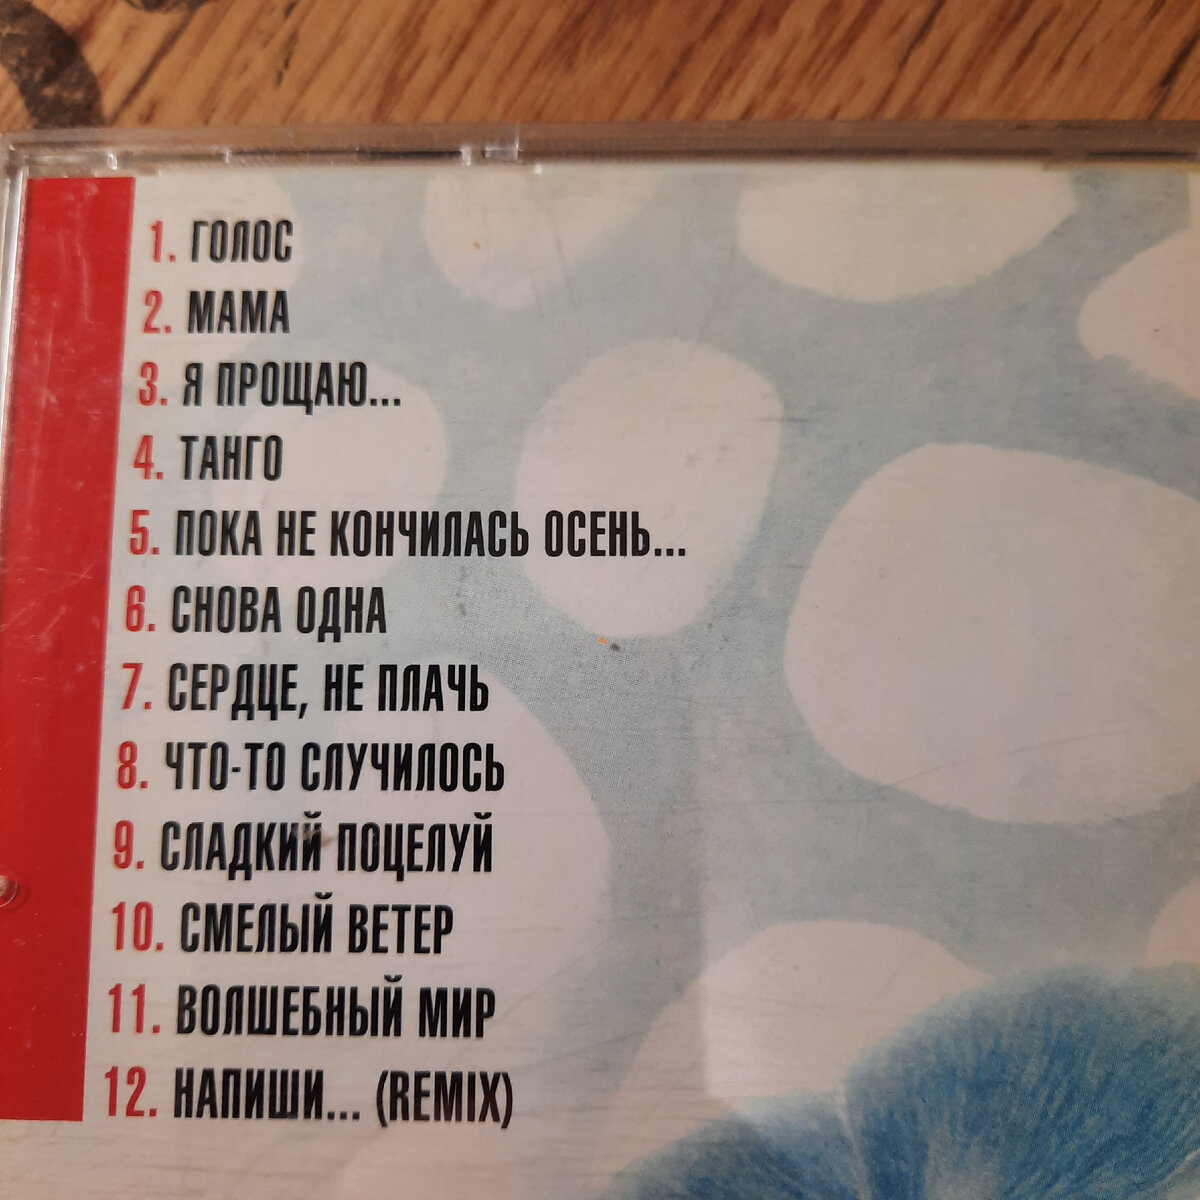 1. ГОЛОС
2. МАМА
3. Я ПРОЩАЮ...
4. ТАНГО
5. ПОКА НЕ КОНЧИЛАСЬ ОСЕНЬ...
6. СНОВА ОДНА
7. СЕРДЦЕ, НЕ ПЛАЧЬ
8. ЧТО-ТО СЛУЧИЛОСЬ
9. СЛАДКИЙ ПОЦЕЛУЙ
10. СМЕЛЫЙ ВЕТЕР
11. ВОЛШЕБНЫЙ МИР
12. НАПИШИ... (REMIX)